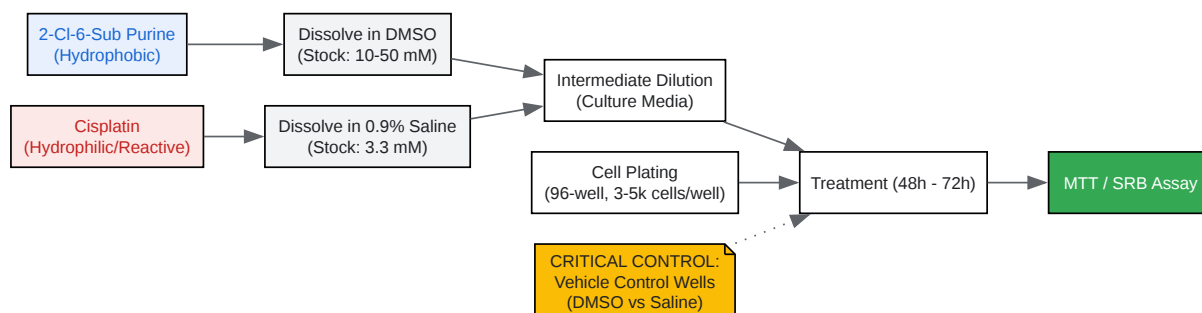 2-Cl-6-Sub Purine
(Hydrophobic)
Dissolve in DMSO
(Stock: 10-50 mM)
Cisplatin
(Hydrophilic/Reactive)
Dissolve in 0.9% Saline
(Stock: 3.3 mM)
Intermediate Dilution
(Culture Media)
Cell Plating
(96-well, 3-5k cells/well)
Treatment (48h - 72h)
MTT / SRB Assay
CRITICAL CONTROL:
Vehicle Control Wells
(DMSO vs Saline)